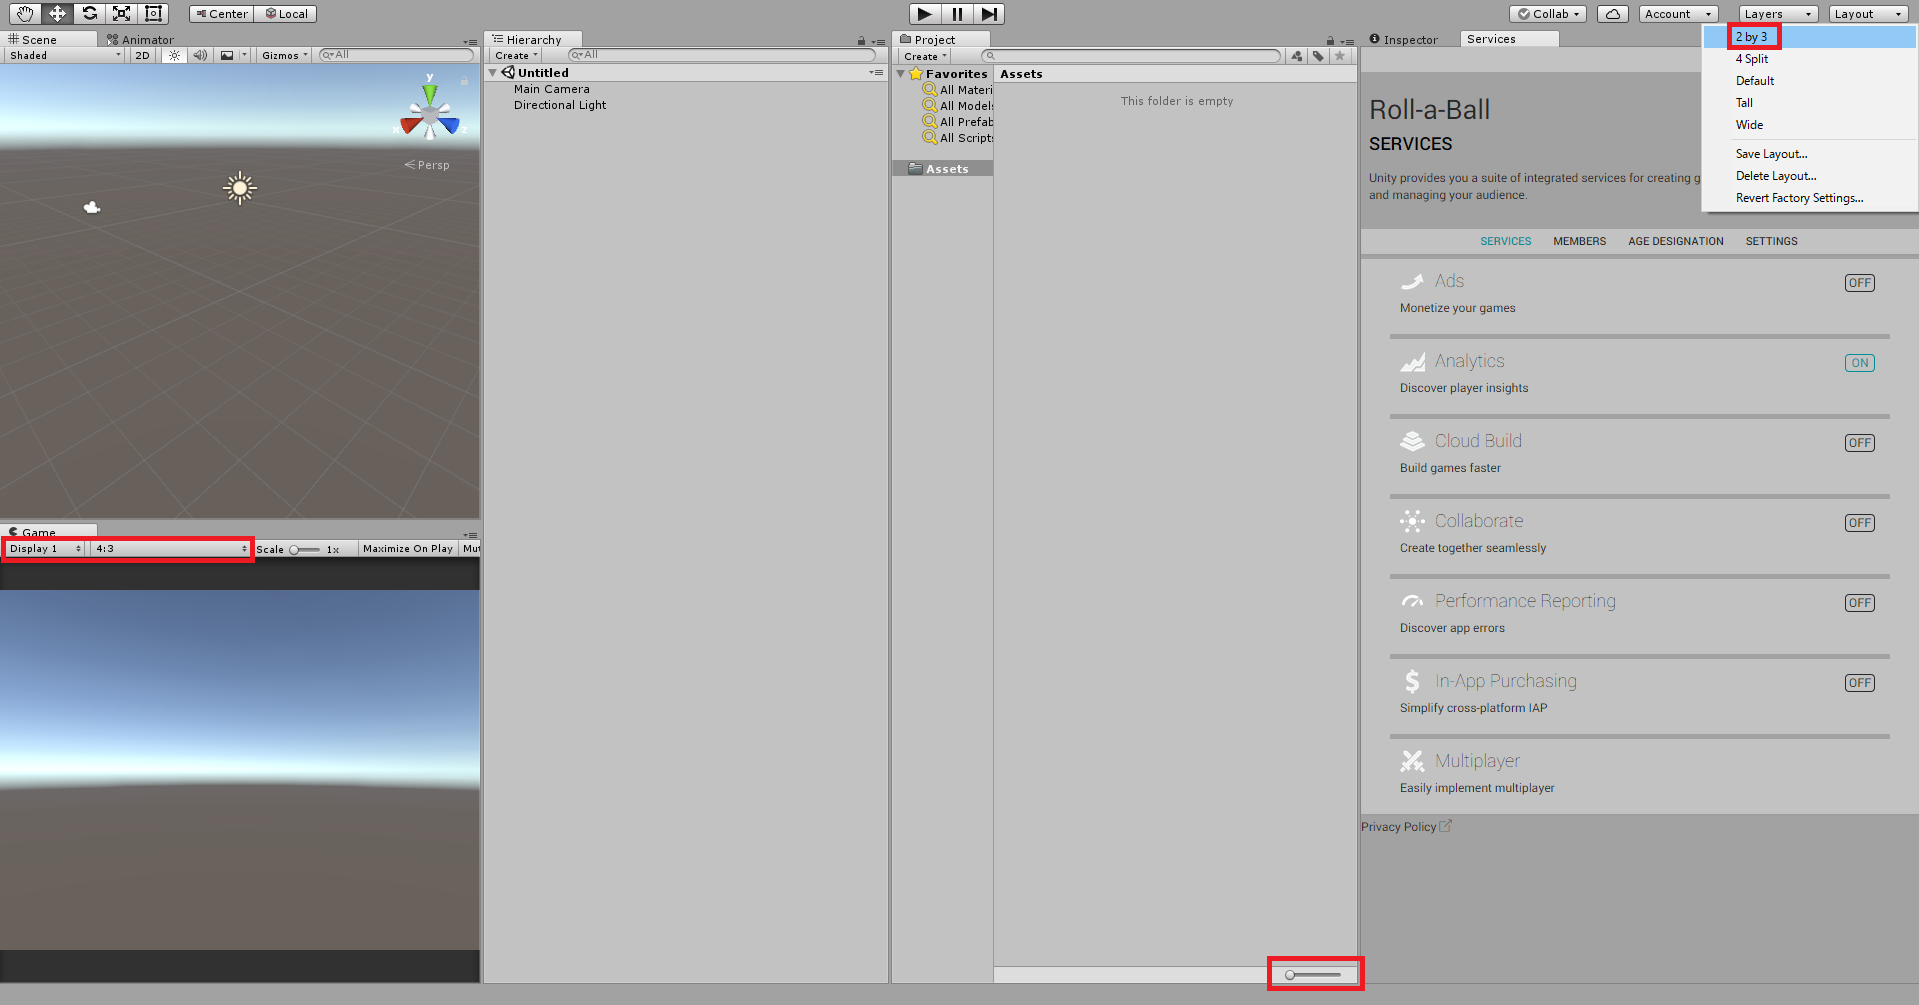 Center Local
Collab Account Layers Layout
Scene Animator
Shaded 2D Gizmos All
y
x z
Persp
Game
Display 1 4:3 Scale 1x Maximize On Play Mut
Hierarchy
Create All
Untitled
Main Camera
Directional Light
Project
Create
Favorites
All Materi
All Models
All Prefab
All Scripts
Assets
Assets
This folder is empty
Inspector Services
2 by 3
4 Split
Default
Tall
Wide
Save Layout...
Delete Layout...
Revert Factory Settings...
Roll-a-Ball
SERVICES
Unity provides you a suite of integrated services for creating g
and managing your audience.
SERVICES MEMBERS AGE DESIGNATION SETTINGS
Ads OFF
Monetize your games
Analytics ON
Discover player insights
Cloud Build OFF
Build games faster
Collaborate OFF
Create together seamlessly
Performance Reporting OFF
Discover app errors
In-App Purchasing OFF
Simplify cross-platform IAP
Multiplayer
Easily implement multiplayer
Privacy Policy